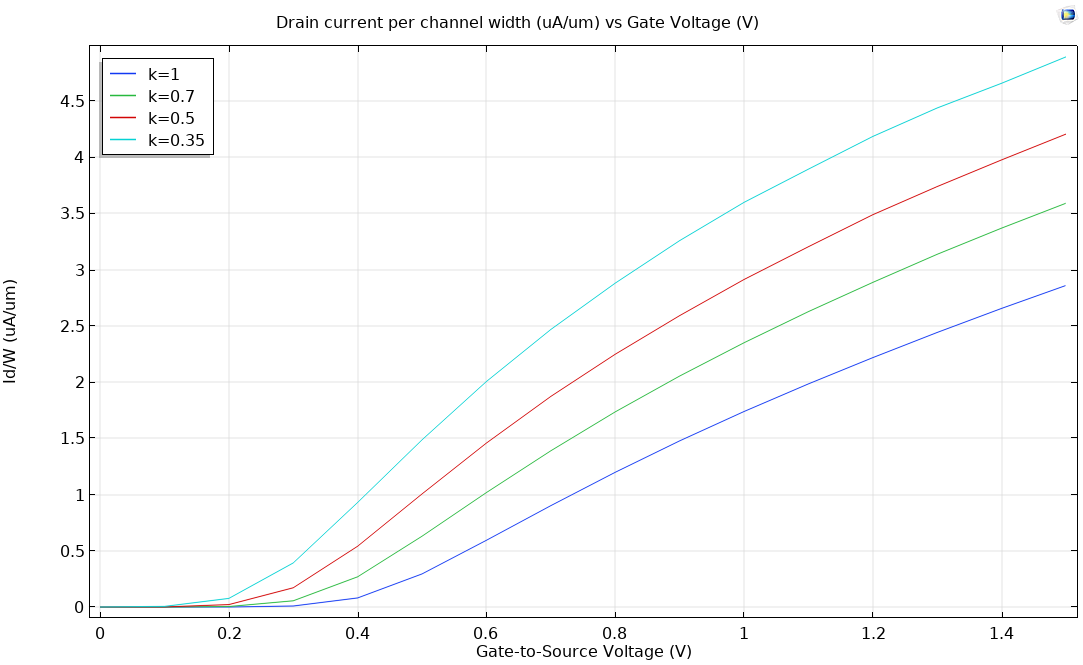 Drain current per channel width (uA/um) vs Gate Voltage (V)
k=1
k=0.7
k=0.5
k=0.35
4.5
4
3.5
3
2.5
2
1.5
1
0.5
0
Id/W (uA/um)
0 0.2 0.4 0.6 0.8 1 1.2 1.4
Gate-to-Source Voltage (V)